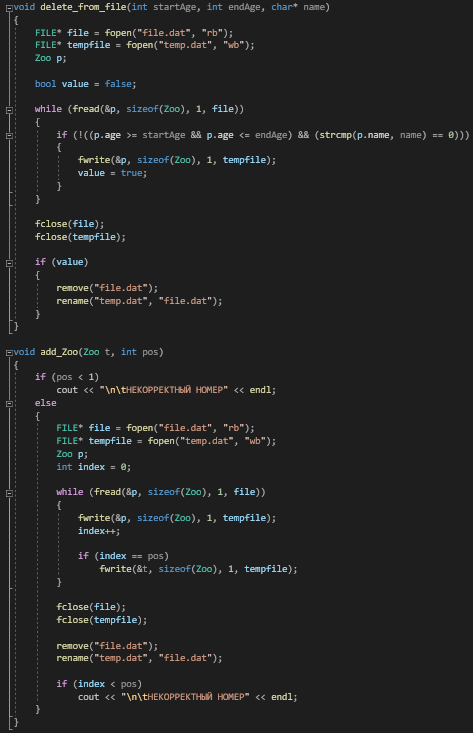 void delete_from_file(int startAge, int endAge, char* name)
{
FILE* file = fopen("file.dat", "rb");
FILE* tempfile = fopen("temp.dat", "wb");
Zoo p;
bool value = false;
while (fread(&p, sizeof(Zoo), 1, file))
{
if (!((p.age >= startAge && p.age <= endAge) && (strcmp(p.name, name) == 0)))
{
fwrite(&p, sizeof(Zoo), 1, tempfile);
value = true;
}
}
fclose(file);
fclose(tempfile);
if (value)
{
remove("file.dat");
rename("temp.dat", "file.dat");
}
}
void add_Zoo(Zoo t, int pos)
{
if (pos < 1)
cout << "\n\tНЕКОРРЕКТНЫЙ НОМЕР" << endl;
else
{
FILE* file = fopen("file.dat", "rb");
FILE* tempfile = fopen("temp.dat", "wb");
Zoo p;
int index = 0;
while (fread(&p, sizeof(Zoo), 1, file))
{
fwrite(&p, sizeof(Zoo), 1, tempfile);
index++;
if (index == pos)
fwrite(&t, sizeof(Zoo), 1, tempfile);
}
fclose(file);
fclose(tempfile);
remove("file.dat");
rename("temp.dat", "file.dat");
if (index < pos)
cout << "\n\tНЕКОРРЕКТНЫЙ НОМЕР" << endl;
}
}